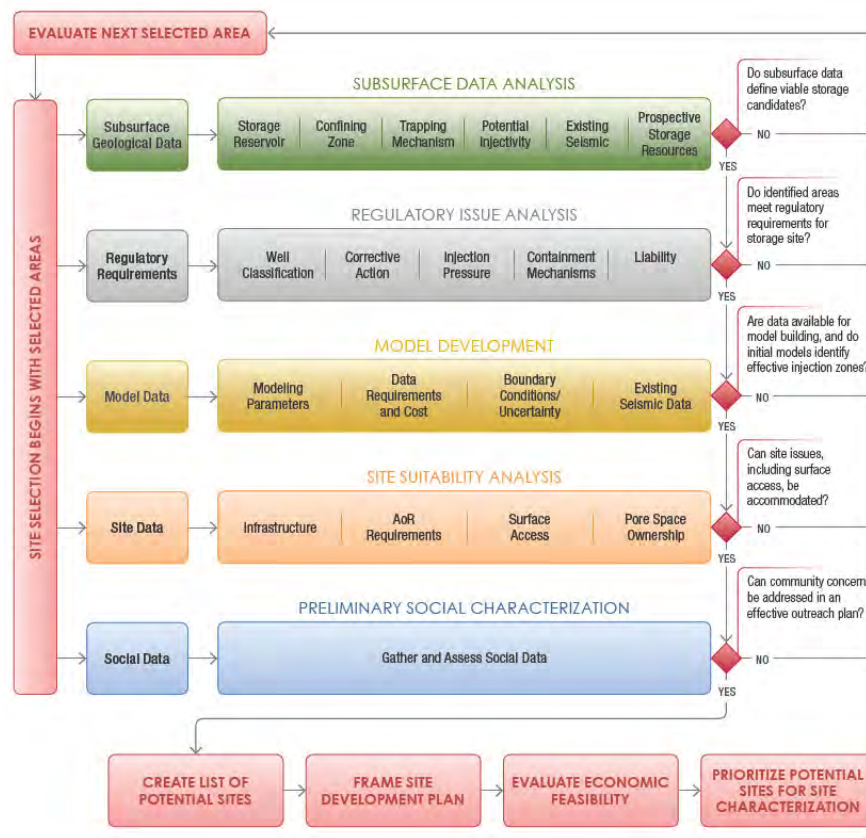 EVALUATE NEXT SELECTED AREA
SITE SELECTION BEGINS WITH SELECTED AREAS
SUBSURFACE DATA ANALYSIS
Subsurface
Geological Data
Storage
Reservoir
Confining
Zone
Trapping
Mechanism
Potential
Injectivity
Existing
Seismic
Prospective
Storage
Resources
Do subsurface data
define viable storage
candidates?
NO
YES
REGULATORY ISSUE ANALYSIS
Regulatory
Requirements
Well
Classification
Corrective
Action
Injection
Pressure
Containment
Mechanisms
Liability
Do identified areas
meet regulatory
requirements for
storage site?
NO
YES
MODEL DEVELOPMENT
Model Data
Modeling
Parameters
Data
Requirements
and Cost
Boundary
Conditions/
Uncertainty
Existing
Seismic Data
Are data available for
model building, and do
initial models identify
effective injection zones?
NO
YES
SITE SUITABILITY ANALYSIS
Site Data
Infrastructure
AoR
Requirements
Surface
Access
Pore Space
Ownership
Can site issues,
including surface
access, be
accommodated?
NO
YES
PRELIMINARY SOCIAL CHARACTERIZATION
Social Data
Gather and Assess Social Data
Can community concern
be addressed in an
effective outreach plan?
NO
YES
CREATE LIST OF
POTENTIAL SITES
FRAME SITE
DEVELOPMENT PLAN
EVALUATE ECONOMIC
FEASIBILITY
PRIORITIZE POTENTIAL
SITES FOR SITE
CHARACTERIZATION